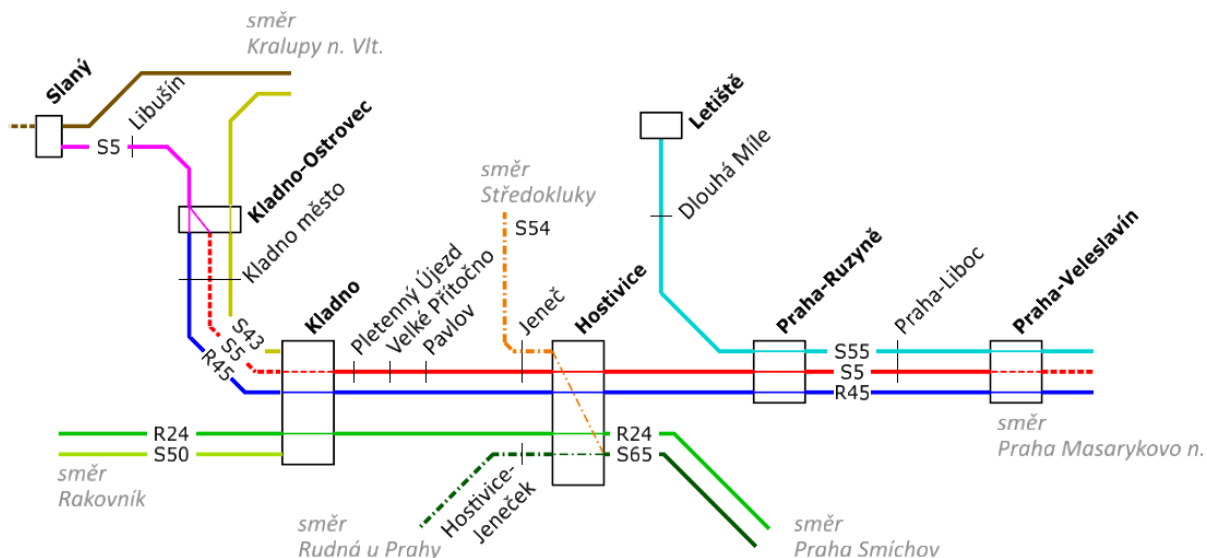 směr
Kralupy n. Vlt.
Slaný
Libušín
S5
Kladno-Ostrovec
Kladno město
směr
Středokluky
S54
Letiště
Dlouhá Míle
S43
S5
R45
Kladno
Pletenný Újezd
Velké Přítočno
Pavlov
Jeneč
Hostivice
Praha-Ruzyně
Praha-Liboc
Praha-Veleslavín
S55
S5
R45
směr
Praha Masarykovo n.
R24
S50
směr
Rakovník
R24
S65
Hostivice-
Jeneček
směr
Rudná u Prahy
směr
Praha Smíchov